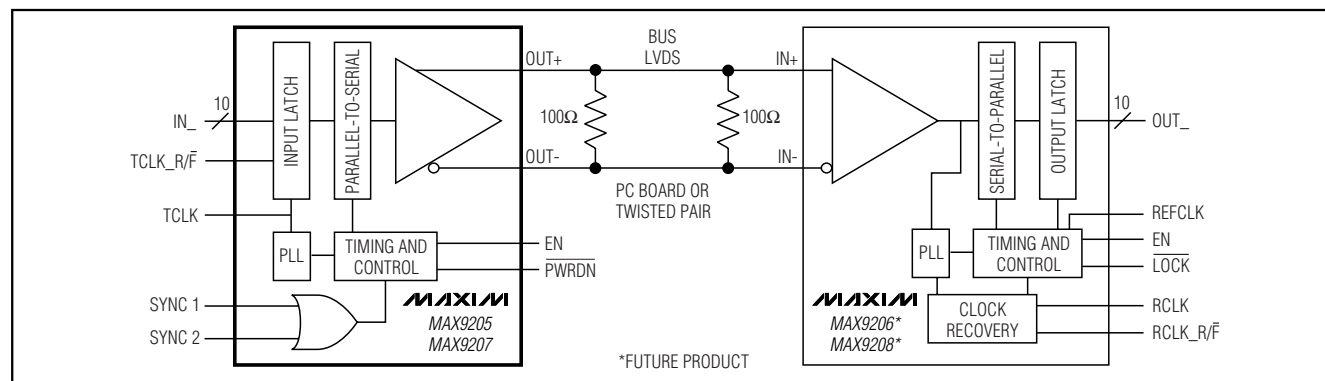 BUS
LVDS
OUT+
IN+
10
IN_
INPUT LATCH
PARALLEL-TO-SERIAL
100Ω
100Ω
SERIAL-TO-PARALLEL
OUTPUT LATCH
10
OUT_
TCLK_R/F̅
OUT-
IN-
PC BOARD OR
TWISTED PAIR
TCLK
PLL
TIMING AND
CONTROL
EN
P̅W̅R̅D̅N̅
PLL
TIMING AND
CONTROL
REFCLK
EN
L̅O̅C̅K̅
SYNC 1
SYNC 2
MAXIM
MAX9205
MAX9207
MAXIM
MAX9206*
MAX9208*
CLOCK
RECOVERY
RCLK
RCLK_R/F̅
*FUTURE PRODUCT